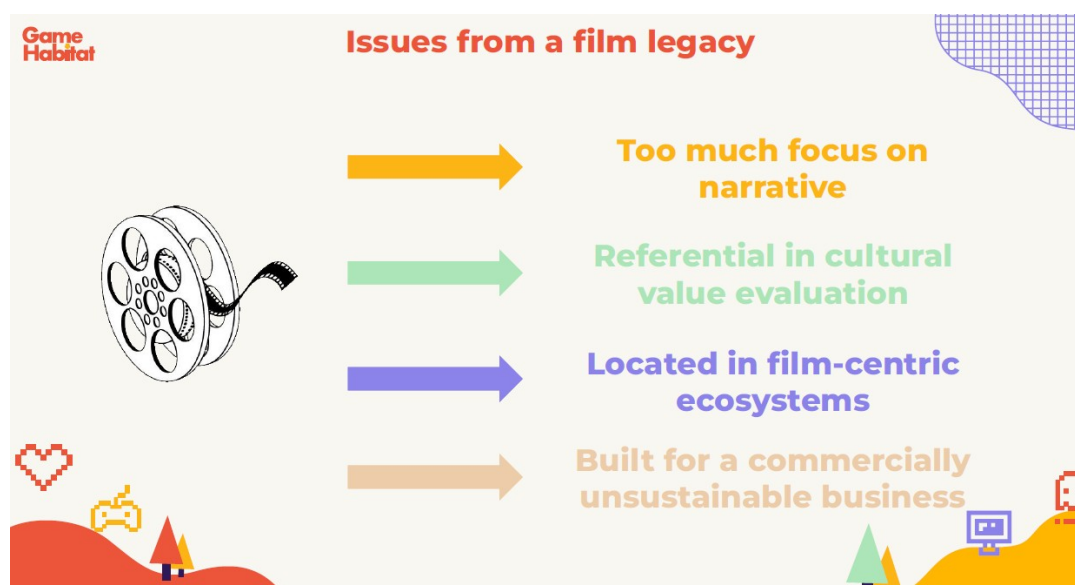 Game
Habitat
Issues from a film legacy
Too much focus on
narrative
Referential in cultural
value evaluation
Located in film-centric
ecosystems
Built for a commercially
unsustainable business